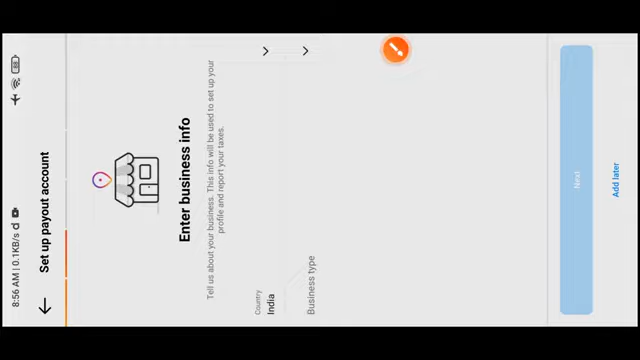 8:56 AM | 0.1KB/s
Set up payout account
Enter business info
Tell us about your business. This info will be used to set up your
profile and report your taxes.
Country
India
Business type
Next
Add later